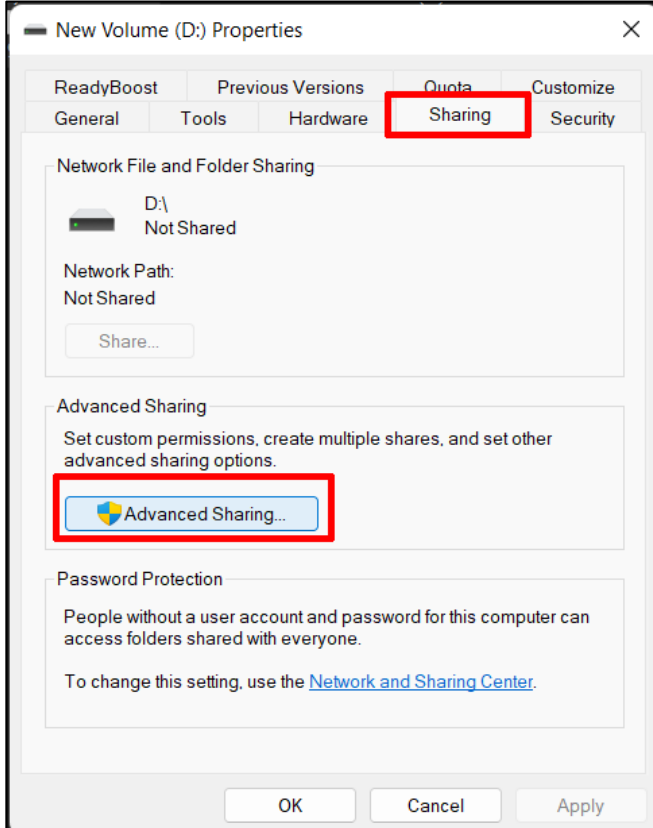 New Volume (D:) Properties
ReadyBoost Previous Versions Quota Customize
General Tools Hardware Sharing Security
Network File and Folder Sharing
D:\
Not Shared
Network Path:
Not Shared
Share...
Advanced Sharing
Set custom permissions, create multiple shares, and set other
advanced sharing options.
Advanced Sharing...
Password Protection
People without a user account and password for this computer can
access folders shared with everyone.
To change this setting, use the Network and Sharing Center.
OK Cancel Apply